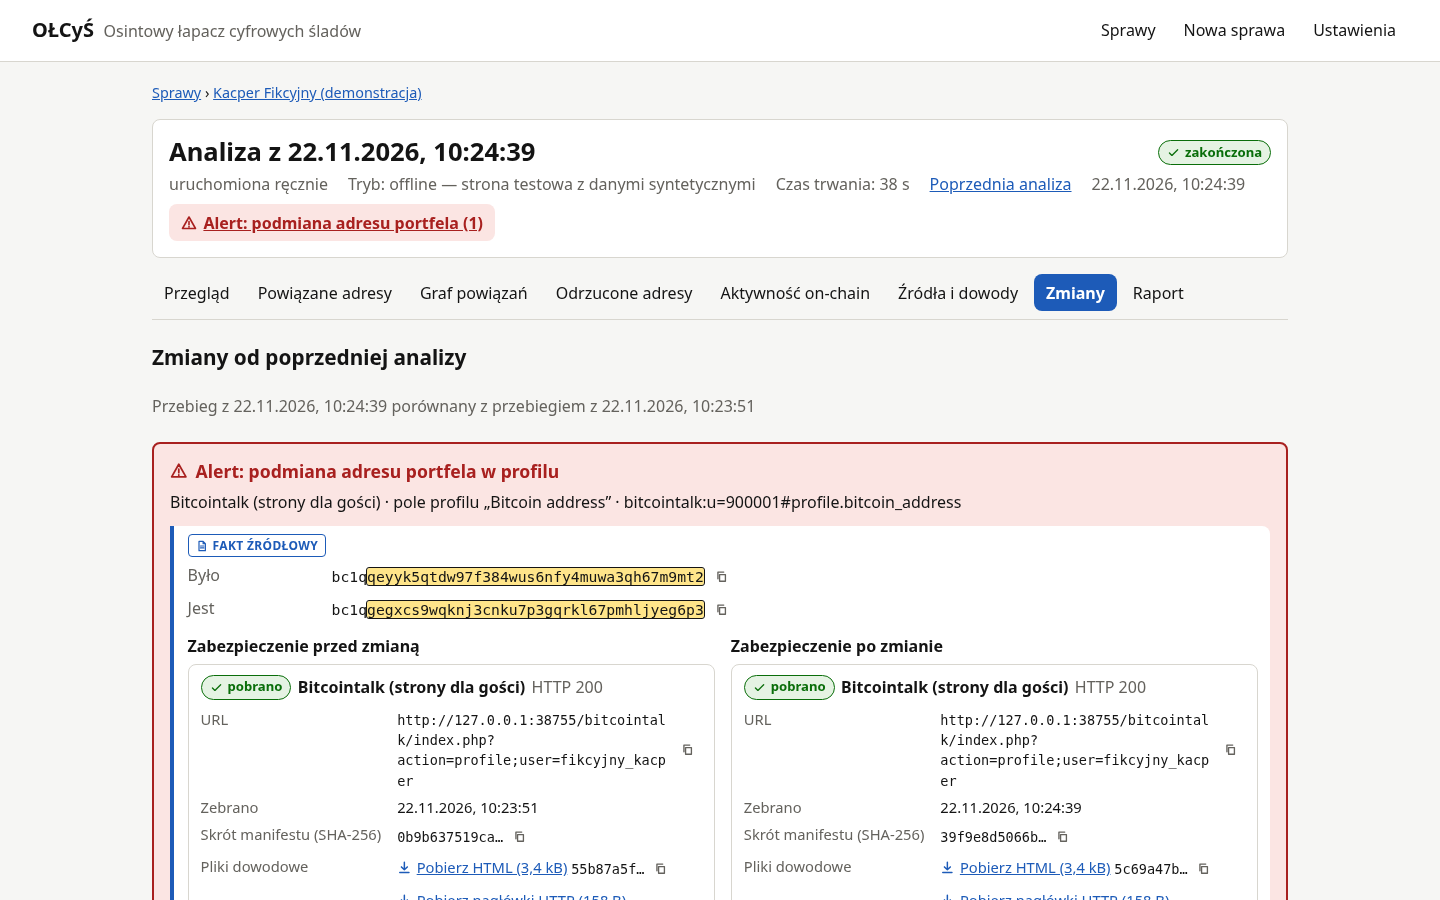 OŁCyŚ Osintowy łapacz cyfrowych śladów Sprawy Nowa sprawa Ustawienia
Sprawy › Kacper Fikcyjny (demonstracja)
Analiza z 22.11.2026, 10:24:39 zakończona
uruchomiona ręcznie Tryb: offline — strona testowa z danymi syntetycznymi Czas trwania: 38 s Poprzednia analiza 22.11.2026, 10:24:39
Alert: podmiana adresu portfela (1)
Przegląd Powiązane adresy Graf powiązań Odrzucone adresy Aktywność on-chain Źródła i dowody Zmiany Raport
Zmiany od poprzedniej analizy
Przebieg z 22.11.2026, 10:24:39 porównany z przebiegiem z 22.11.2026, 10:23:51
Alert: podmiana adresu portfela w profilu
Bitcointalk (strony dla gości) · pole profilu „Bitcoin address” · bitcointalk:u=900001#profile.bitcoin_address
FAKT ŹRÓDŁOWY
Było bc1qqeyyk5qtdw97f384wus6nfy4muwa3qh67m9mt2
Jest bc1qgegxcs9wqknj3cnku7p3gqrkl67pmhljyeg6p3
Zabezpieczenie przed zmianą
pobrano Bitcointalk (strony dla gości) HTTP 200
URL http://127.0.0.1:38755/bitcointal
k/index.php?
action=profile;user=fikcyjny_kacp
er
Zebrano 22.11.2026, 10:23:51
Skrót manifestu (SHA-256) 0b9b637519ca…
Pliki dowodowe Pobierz HTML (3,4 kB) 55b87a5f…
Pobierz nagłówki HTTP (158 B)
Zabezpieczenie po zmianie
pobrano Bitcointalk (strony dla gości) HTTP 200
URL http://127.0.0.1:38755/bitcointal
k/index.php?
action=profile;user=fikcyjny_kacp
er
Zebrano 22.11.2026, 10:24:39
Skrót manifestu (SHA-256) 39f9e8d5066b…
Pliki dowodowe Pobierz HTML (3,4 kB) 5c69a47b…
Pobierz nagłówki HTTP (158 B)